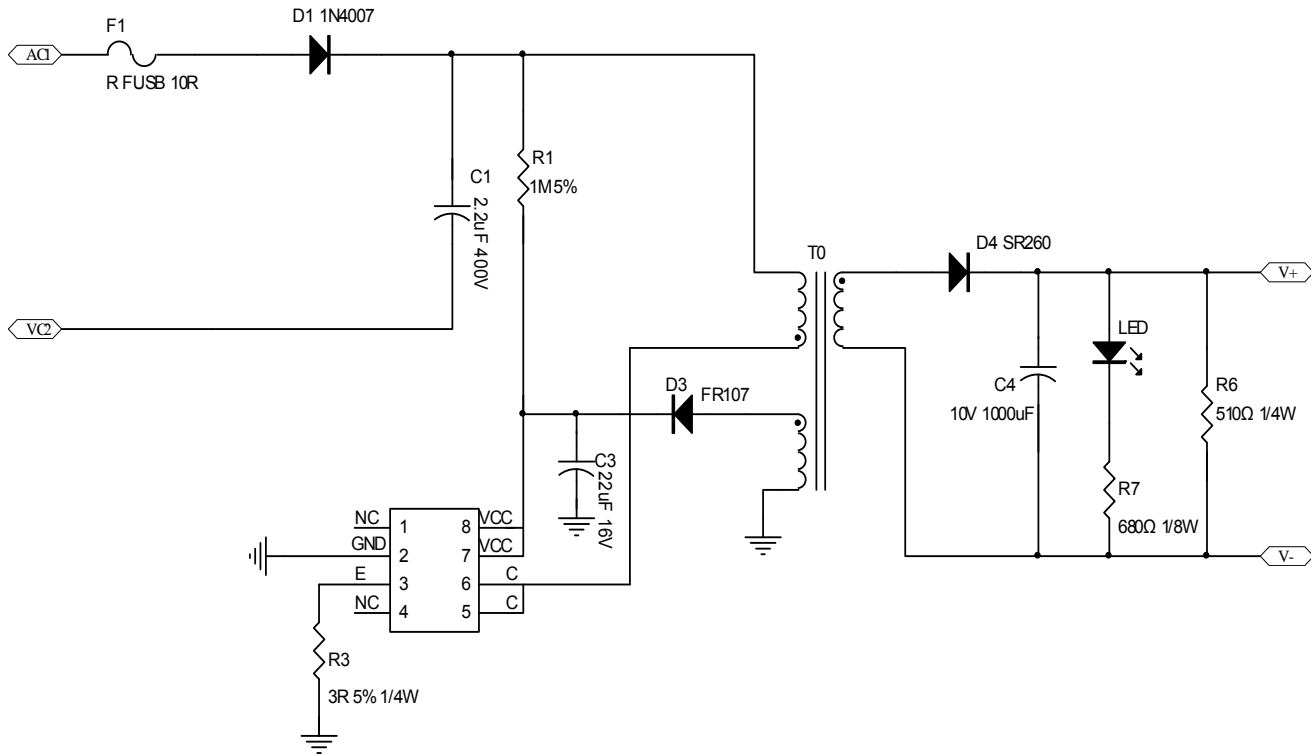 F1
D1 1N4007
AC1
R FUSB 10R
R1
1M 5%
C1
2.2uF 400V
VC2
T0
D4 SR260
V+
LED
C4
10V 1000uF
R6
510Ω 1/4W
D3
FR107
C3
22uF 16V
R7
680Ω 1/8W
NC 1 8 VCC
GND 2 7 VCC
E 3 6 C
NC 4 5 C
V-
R3
3R 5% 1/4W